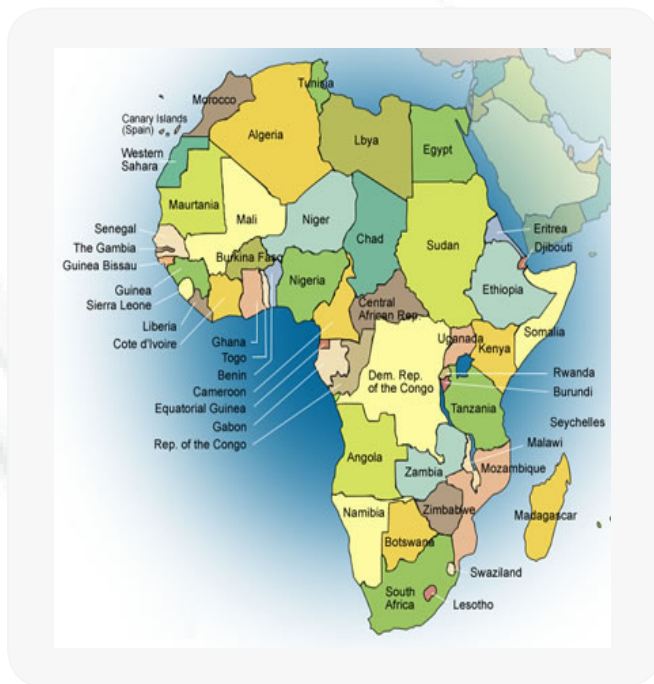 Tunisia
Morocco
Canary Islands
(Spain)
Algeria
Lbya
Egypt
Western
Sahara
Maurtania
Mali
Niger
Chad
Sudan
Eritrea
Djibouti
Senegal
The Gambia
Guinea Bissau
Burkina Faso
Nigeria
Ethiopia
Guinea
Sierra Leone
Central
African Rep
Somalia
Liberia
Cote d'Ivoire
Ghana
Togo
Benin
Cameroon
Equatorial Guinea
Gabon
Rep. of the Congo
Uganada
Kenya
Dem. Rep.
of the Congo
Rwanda
Burundi
Tanzania
Seychelles
Malawi
Angola
Zambia
Mozambique
Namibia
Zimbabwe
Madagascar
Botswana
Swaziland
South
Africa
Lesotho